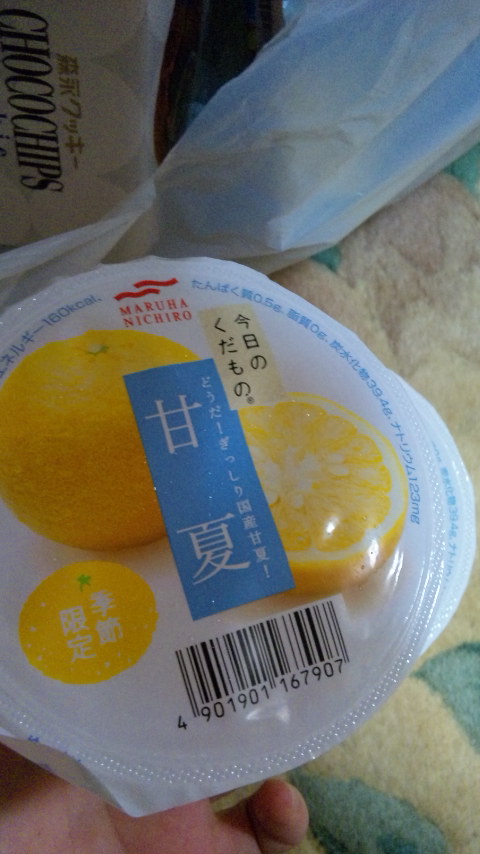 森永クッキー
CHOCOCHIPS
エネルギー160kcal、たんぱく質0.5g、脂質0g、炭水化物39.4g、ナトリウム123mg
MARUHA
NICHIRO
今日の
くだもの®
どうだ!ぎっしり国産甘夏!
甘夏
季節
限定
4 901901 167907